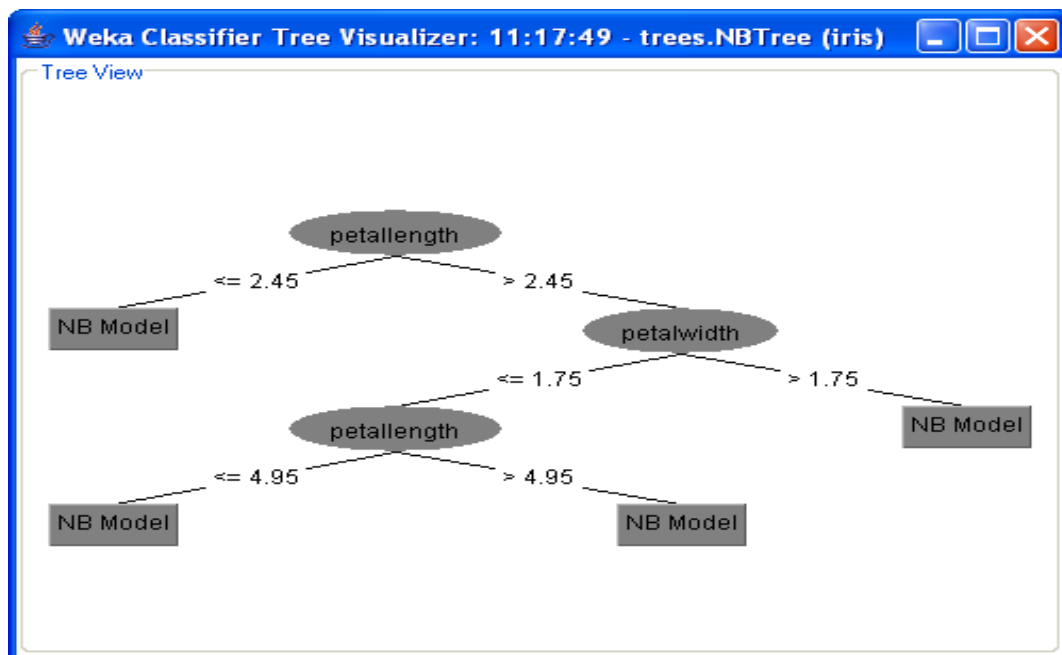 Weka Classifier Tree Visualizer: 11:17:49 - trees.NBTree (iris)
Tree View
petallength
<= 2.45
> 2.45
NB Model
petalwidth
<= 1.75
> 1.75
petallength
NB Model
<= 4.95
> 4.95
NB Model
NB Model